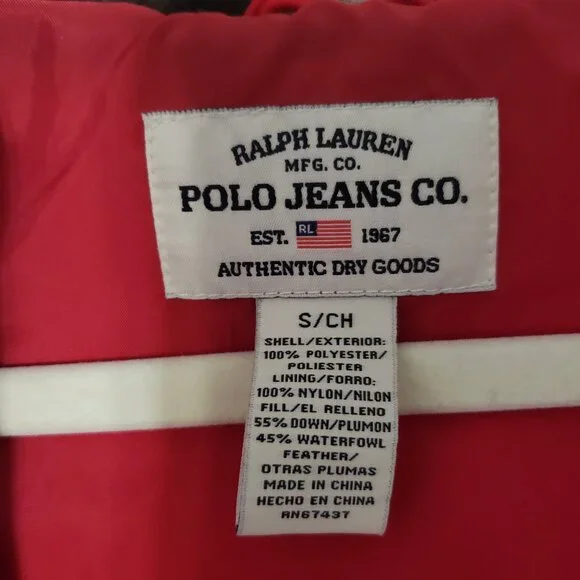 RALPH LAUREN
MFG. CO.
POLO JEANS CO.
EST. RL 1967
AUTHENTIC DRY GOODS
S/CH
SHELL/EXTERIOR:
100% POLYESTER/
POLIESTER
LINING/FORRO:
100% NYLON/NILON
FILL/EL RELLENO
55% DOWN/PLUMON
45% WATERFOWL
FEATHER/
OTRAS PLUMAS
MADE IN CHINA
HECHO EN CHINA
RN67437